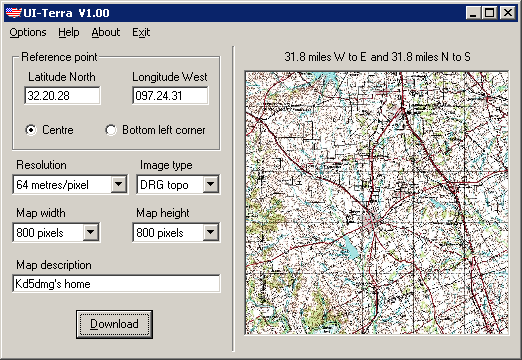 UI-Terra V1.00
Options Help About Exit
Reference point
Latitude North Longitude West
32.20.28 097.24.31
Centre Bottom left corner
Resolution Image type
64 metres/pixel DRG topo
Map width Map height
800 pixels 800 pixels
Map description
Kd5dmg's home
Download
31.8 miles W to E and 31.8 miles N to S